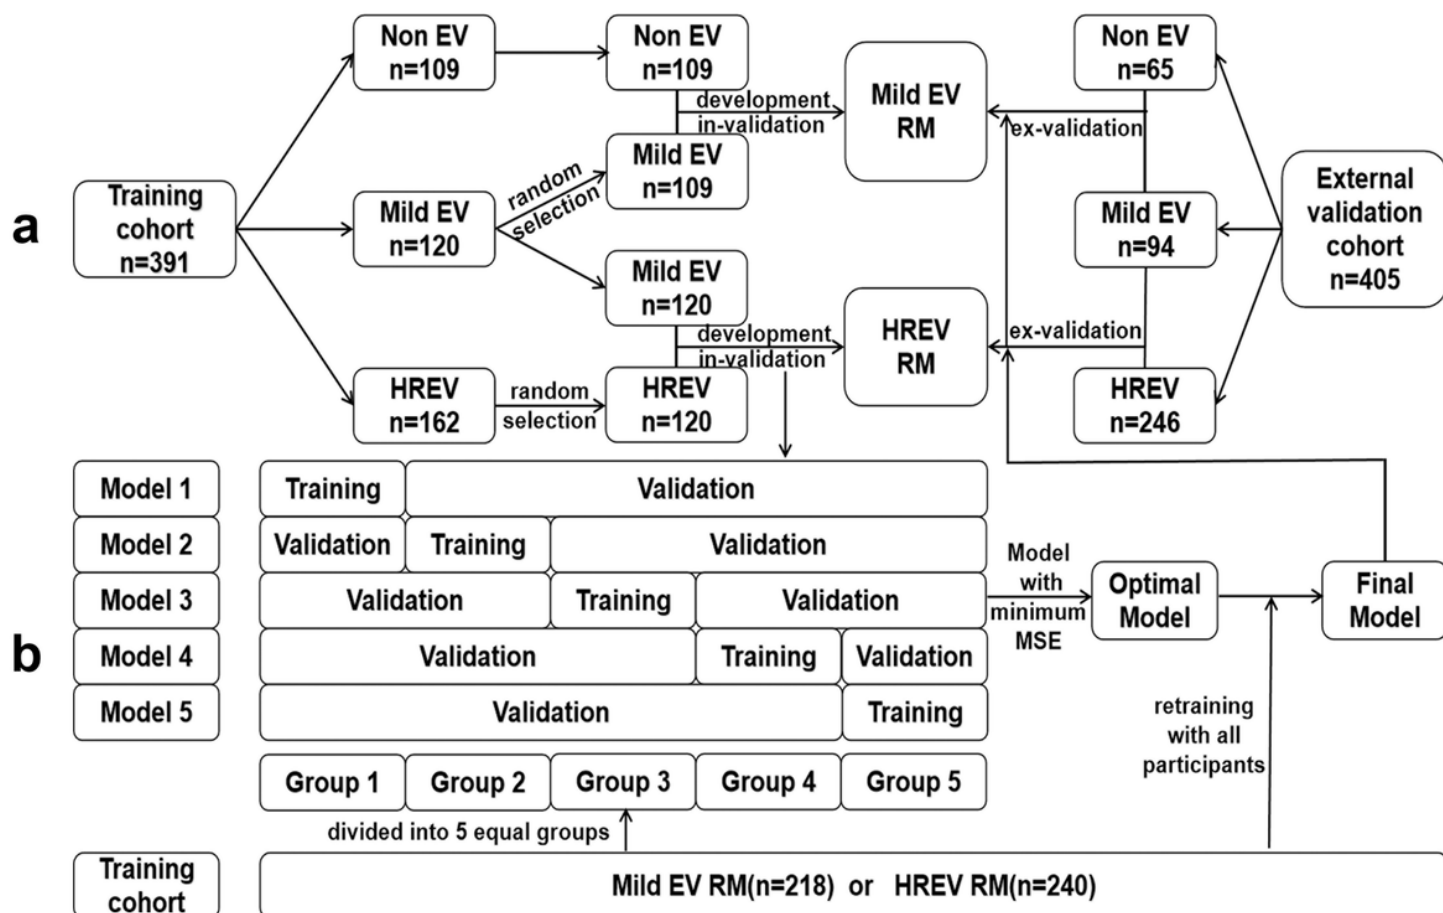 a
Training
cohort
n=391
Non EV
n=109
Mild EV
n=120
HREV
n=162
random
selection
random
selection
Non EV
n=109
Mild EV
n=109
Mild EV
n=120
HREV
n=120
development
in-validation
development
in-validation
Mild EV
RM
HREV
RM
ex-validation
ex-validation
Non EV
n=65
Mild EV
n=94
HREV
n=246
External
validation
cohort
n=405
b
Model 1
Training
Validation
Model 2
Validation
Training
Validation
Model 3
Validation
Training
Validation
Model 4
Validation
Training
Validation
Model 5
Validation
Training
Model
with
minimum
MSE
Optimal
Model
Final
Model
retraining
with all
participants
Group 1
Group 2
Group 3
Group 4
Group 5
divided into 5 equal groups
Training
cohort
Mild EV RM(n=218) or HREV RM(n=240)